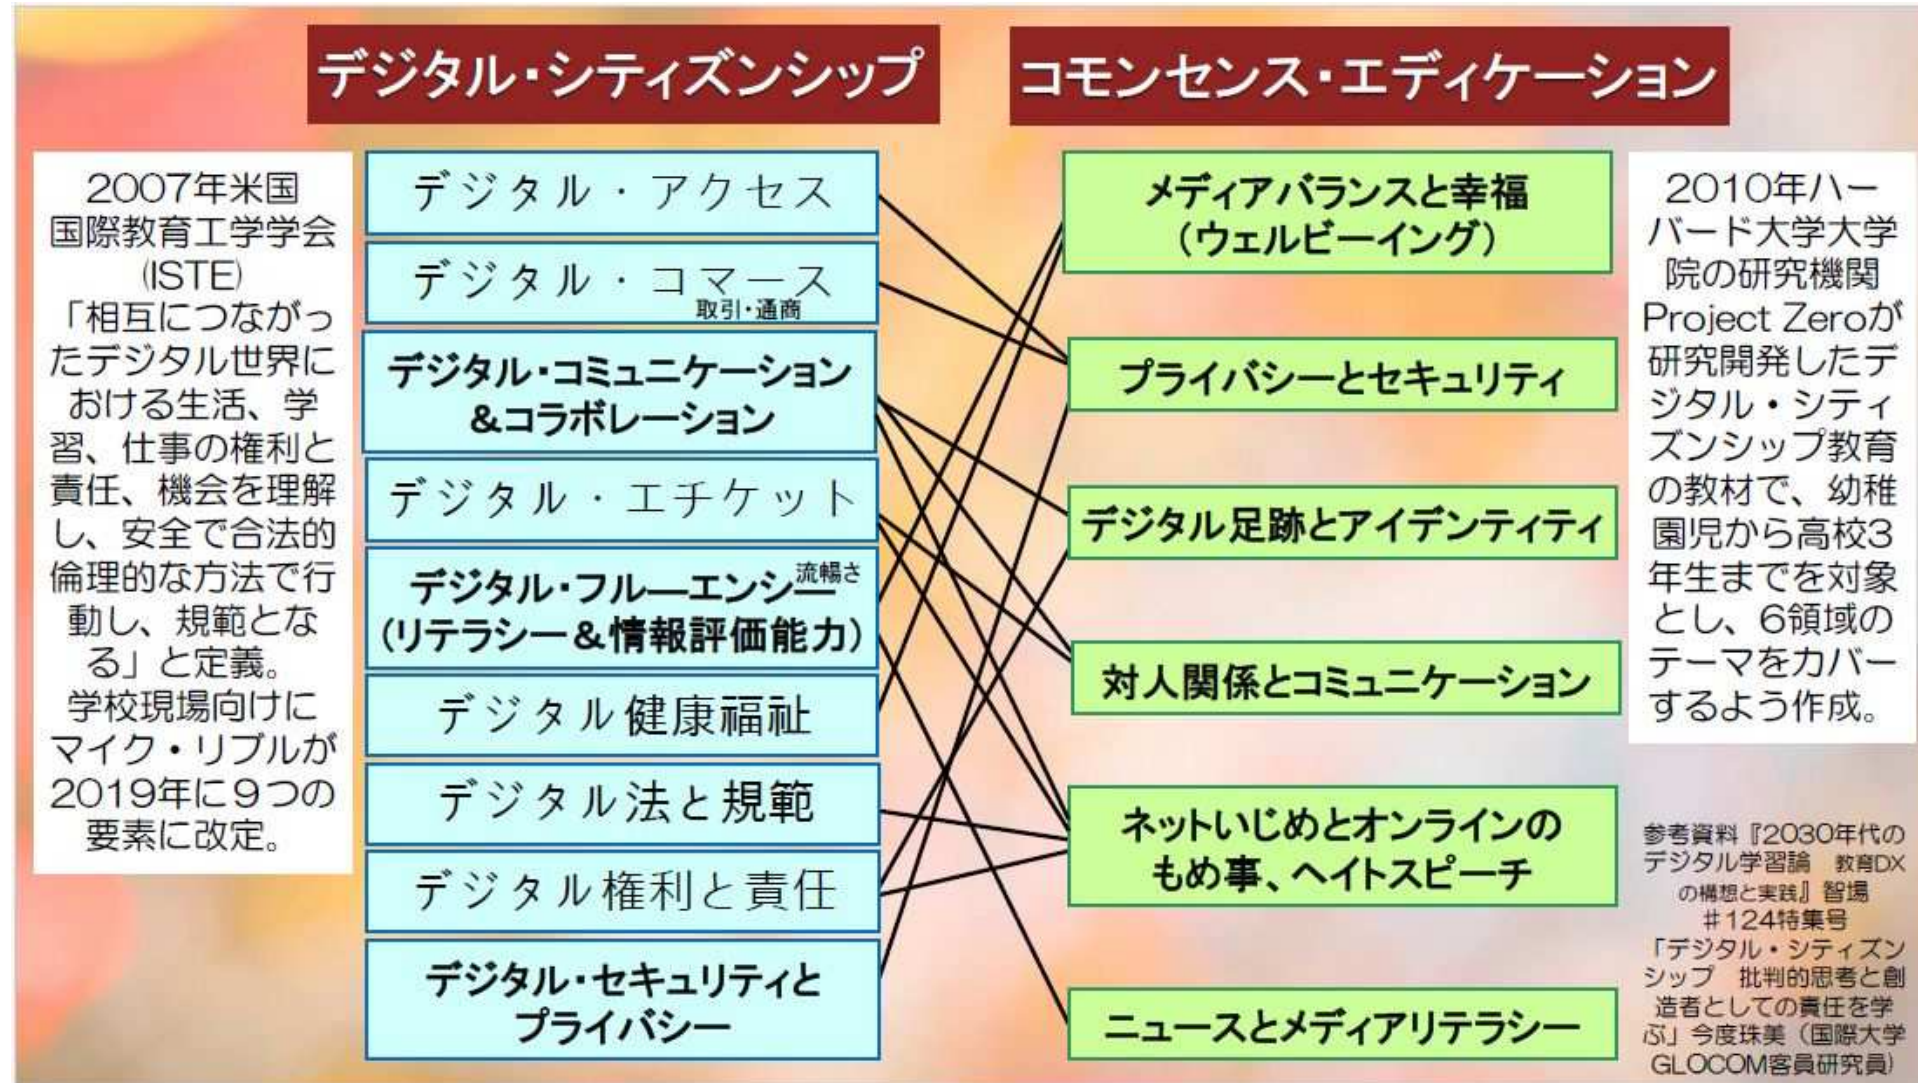 デジタル・シティズンシップ
コモンセンス・エディケーション
2007年米国
国際教育工学学会
(ISTE)
「相互につながっ
たデジタル世界に
おける生活、学
習、仕事の権利と
責任、機会を理解
し、安全で合法的
倫理的な方法で行
動し、規範とな
る」と定義。
学校現場向けに
マイク・リブルが
2019年に9つの
要素に改定。
デジタル・アクセス
デジタル・コマース
取引・通商
デジタル・コミュニケーション
&コラボレーション
デジタル・エチケット
デジタル・フルーエンシー流暢さ
(リテラシー&情報評価能力)
デジタル健康福祉
デジタル法と規範
デジタル権利と責任
デジタル・セキュリティと
プライバシー
メディアバランスと幸福
(ウェルビーイング)
プライバシーとセキュリティ
デジタル足跡とアイデンティティ
対人関係とコミュニケーション
ネットいじめとオンラインの
もめ事、ヘイトスピーチ
ニュースとメディアリテラシー
2010年ハー
バード大学大学
院の研究機関
Project Zeroが
研究開発したデ
ジタル・シティ
ズンシップ教育
の教材で、幼稚
園児から高校3
年生までを対象
とし、6領域の
テーマをカバー
するよう作成。
参考資料『2030年代の
デジタル学習論 教育DX
の構想と実践』智場
#124特集号
「デジタル・シティズン
シップ 批判的思考と創
造者としての責任を学
ぶ」今度珠美(国際大学
GLOCOM客員研究員)